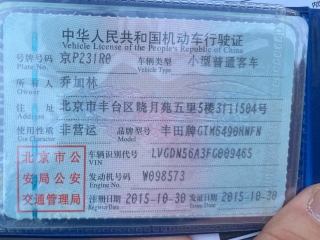 中华人民共和国机动车行驶证
Vehicle License of the People's Republic of China
号牌号码 京P231R0 车辆类型 小型普通客车
Plate No. Vehicle Type
所有人 乔加林
Owner
住址 北京市丰台区晓月苑五里5楼3门1504号
Address
使用性质 非营运 品牌型号 丰田牌GTM6490HWFN
Use Character Model
北京市公 车辆识别代号 LVGDN56A3FG009465
VIN
安局公安 发动机号码 W098573
Engine No.
交通管理局 注册日期 2015-10-30 发证日期 2015-10-30
Register Date Issue Date